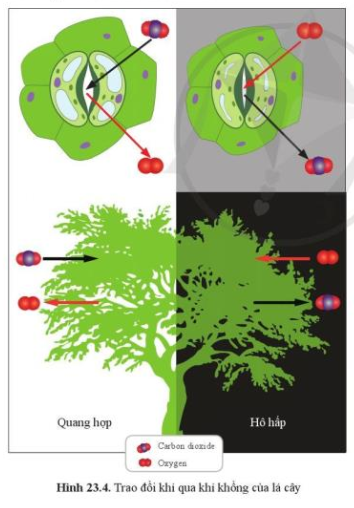 Quang hợp
Hô hấp
Carbon dioxide
Oxygen
Hình 23.4. Trao đổi khí qua khí khổng của lá cây